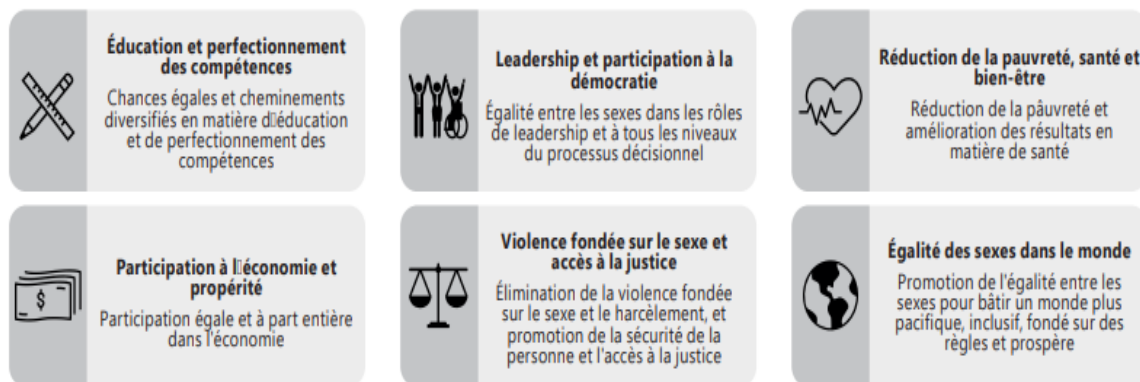 Éducation et perfectionnement
des compétences
Chances égales et cheminements
diversifiés en matière d▯éducation
et de perfectionnement des
compétences
Leadership et participation à la
démocratie
Égalité entre les sexes dans les rôles
de leadership et à tous les niveaux
du processus décisionnel
Réduction de la pauvreté, santé et
bien-être
Réduction de la pâuvreté et
amélioration des résultats en
matière de santé
Participation à l▯économie et
propérité
Participation égale et à part entière
dans l'économie
$
Violence fondée sur le sexe et
accès à la justice
Élimination de la violence fondée
sur le sexe et le harcèlement, et
promotion de la sécurité de la
personne et l'accès à la justice
Égalité des sexes dans le monde
Promotion de l'égalité entre les
sexes pour bâtir un monde plus
pacifique, inclusif, fondé sur des
règles et prospère